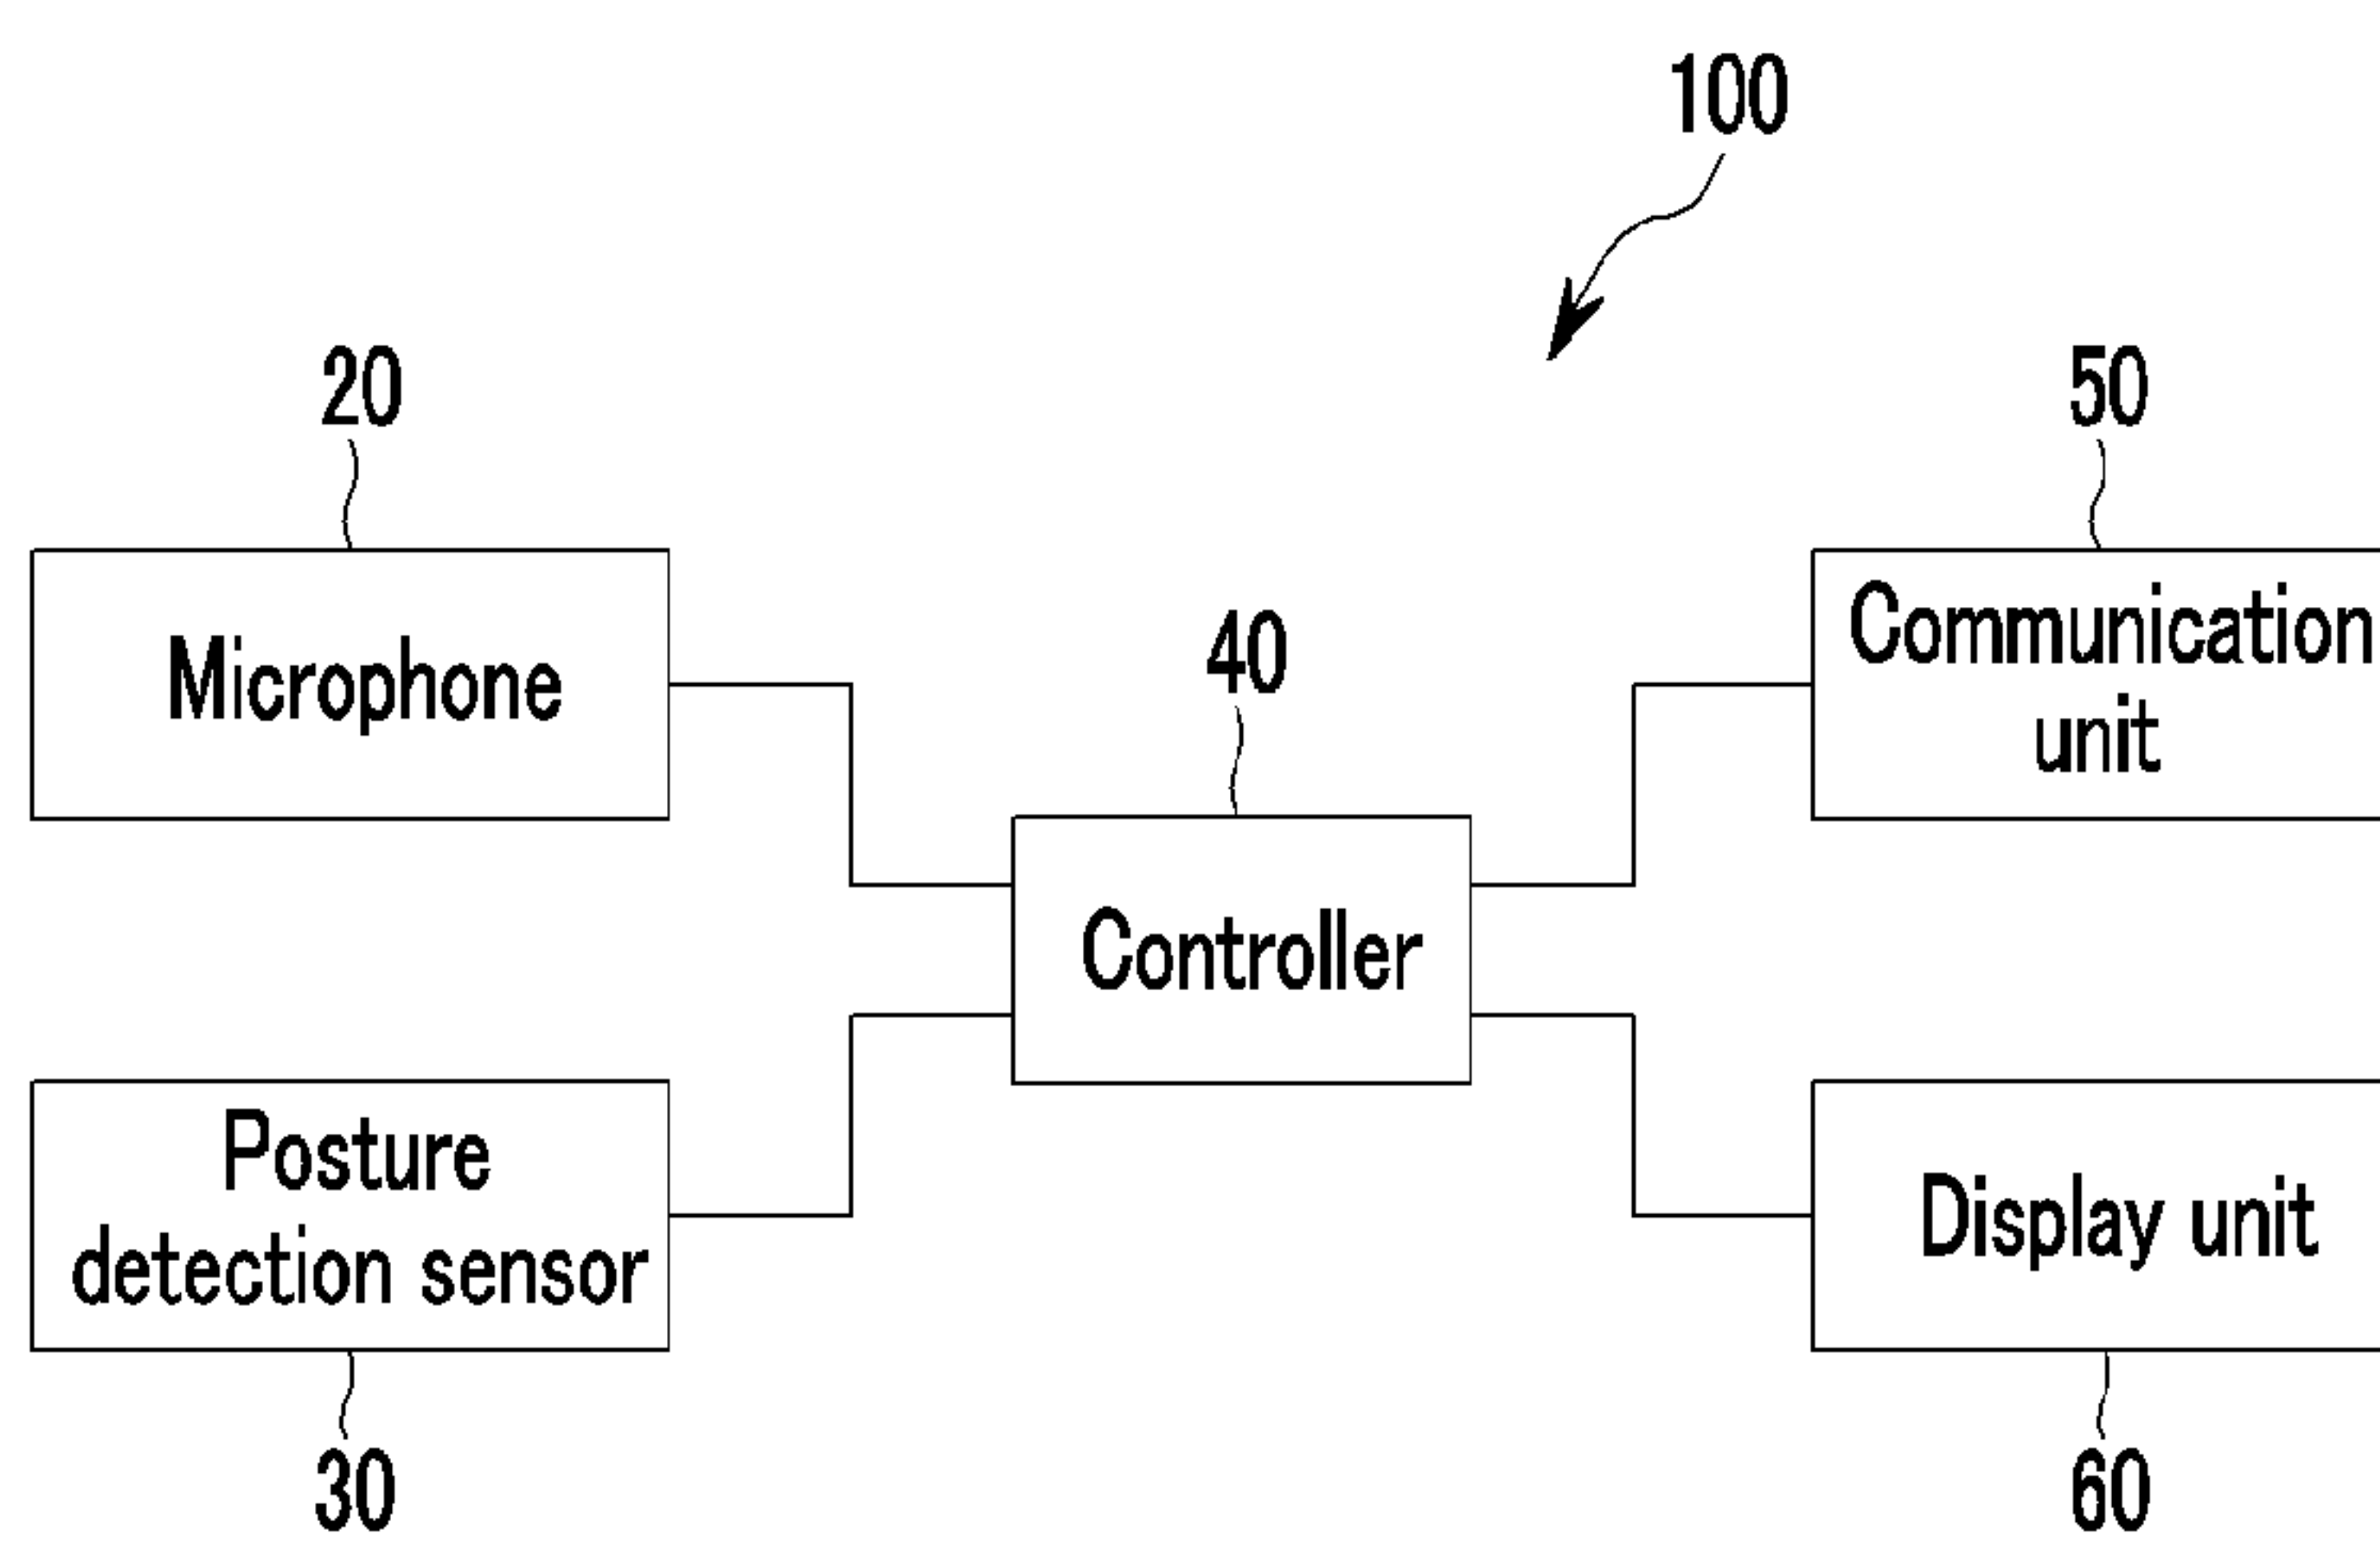 100
20
50
Microphone
40
Communication
unit
Controller
Posture
detection sensor
Display unit
30
60